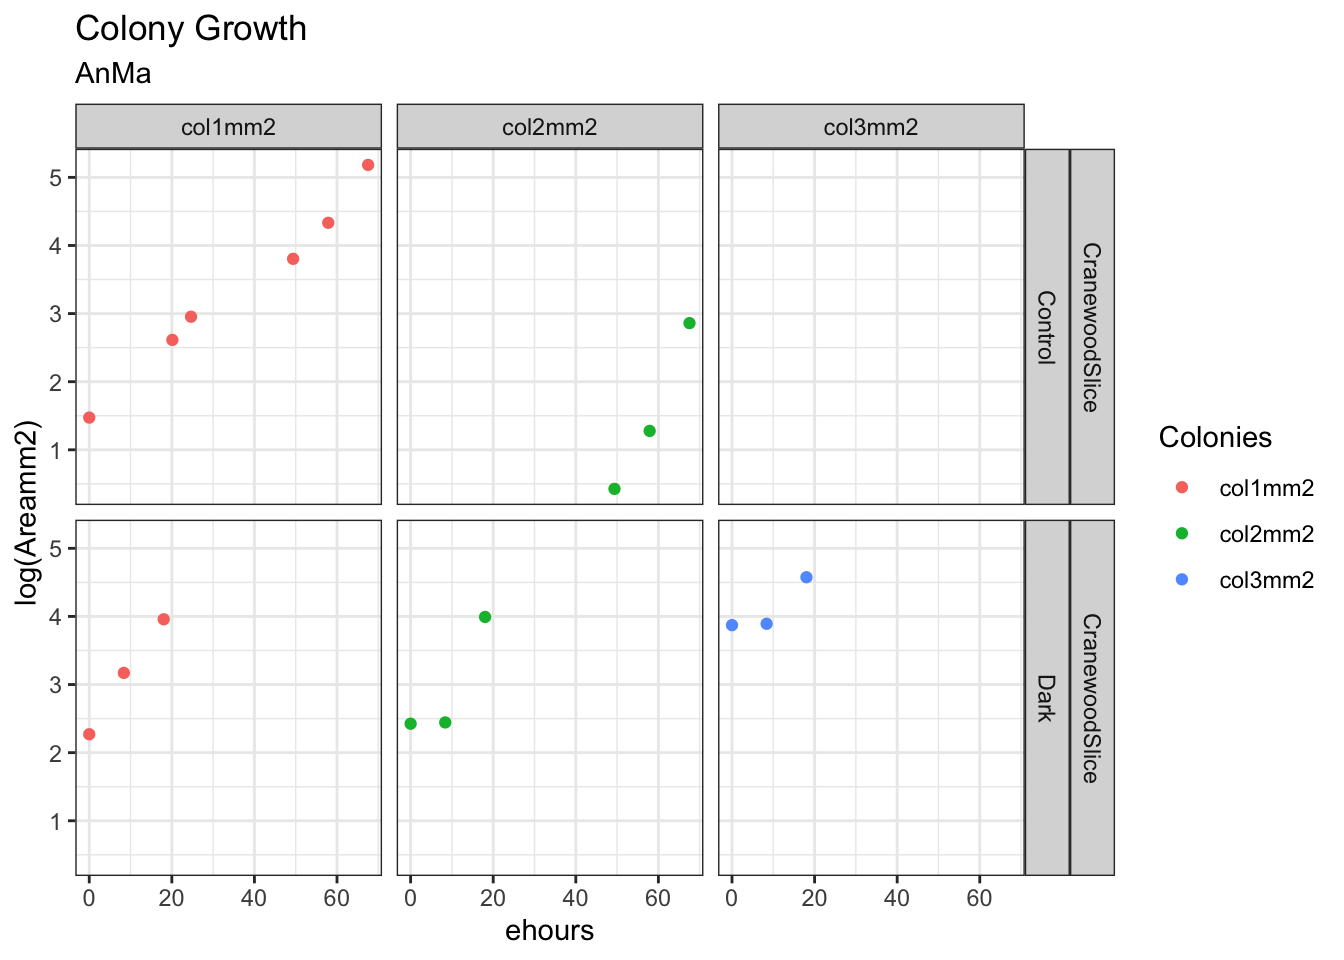 Colony Growth
AnMa
col1mm2 col2mm2 col3mm2
5
4
3
2
1
Control
CranewoodSlice
5
4
3
2
1
Dark
CranewoodSlice
log(Areamm2)
0 20 40 60 0 20 40 60 0 20 40 60
ehours
Colonies
col1mm2
col2mm2
col3mm2